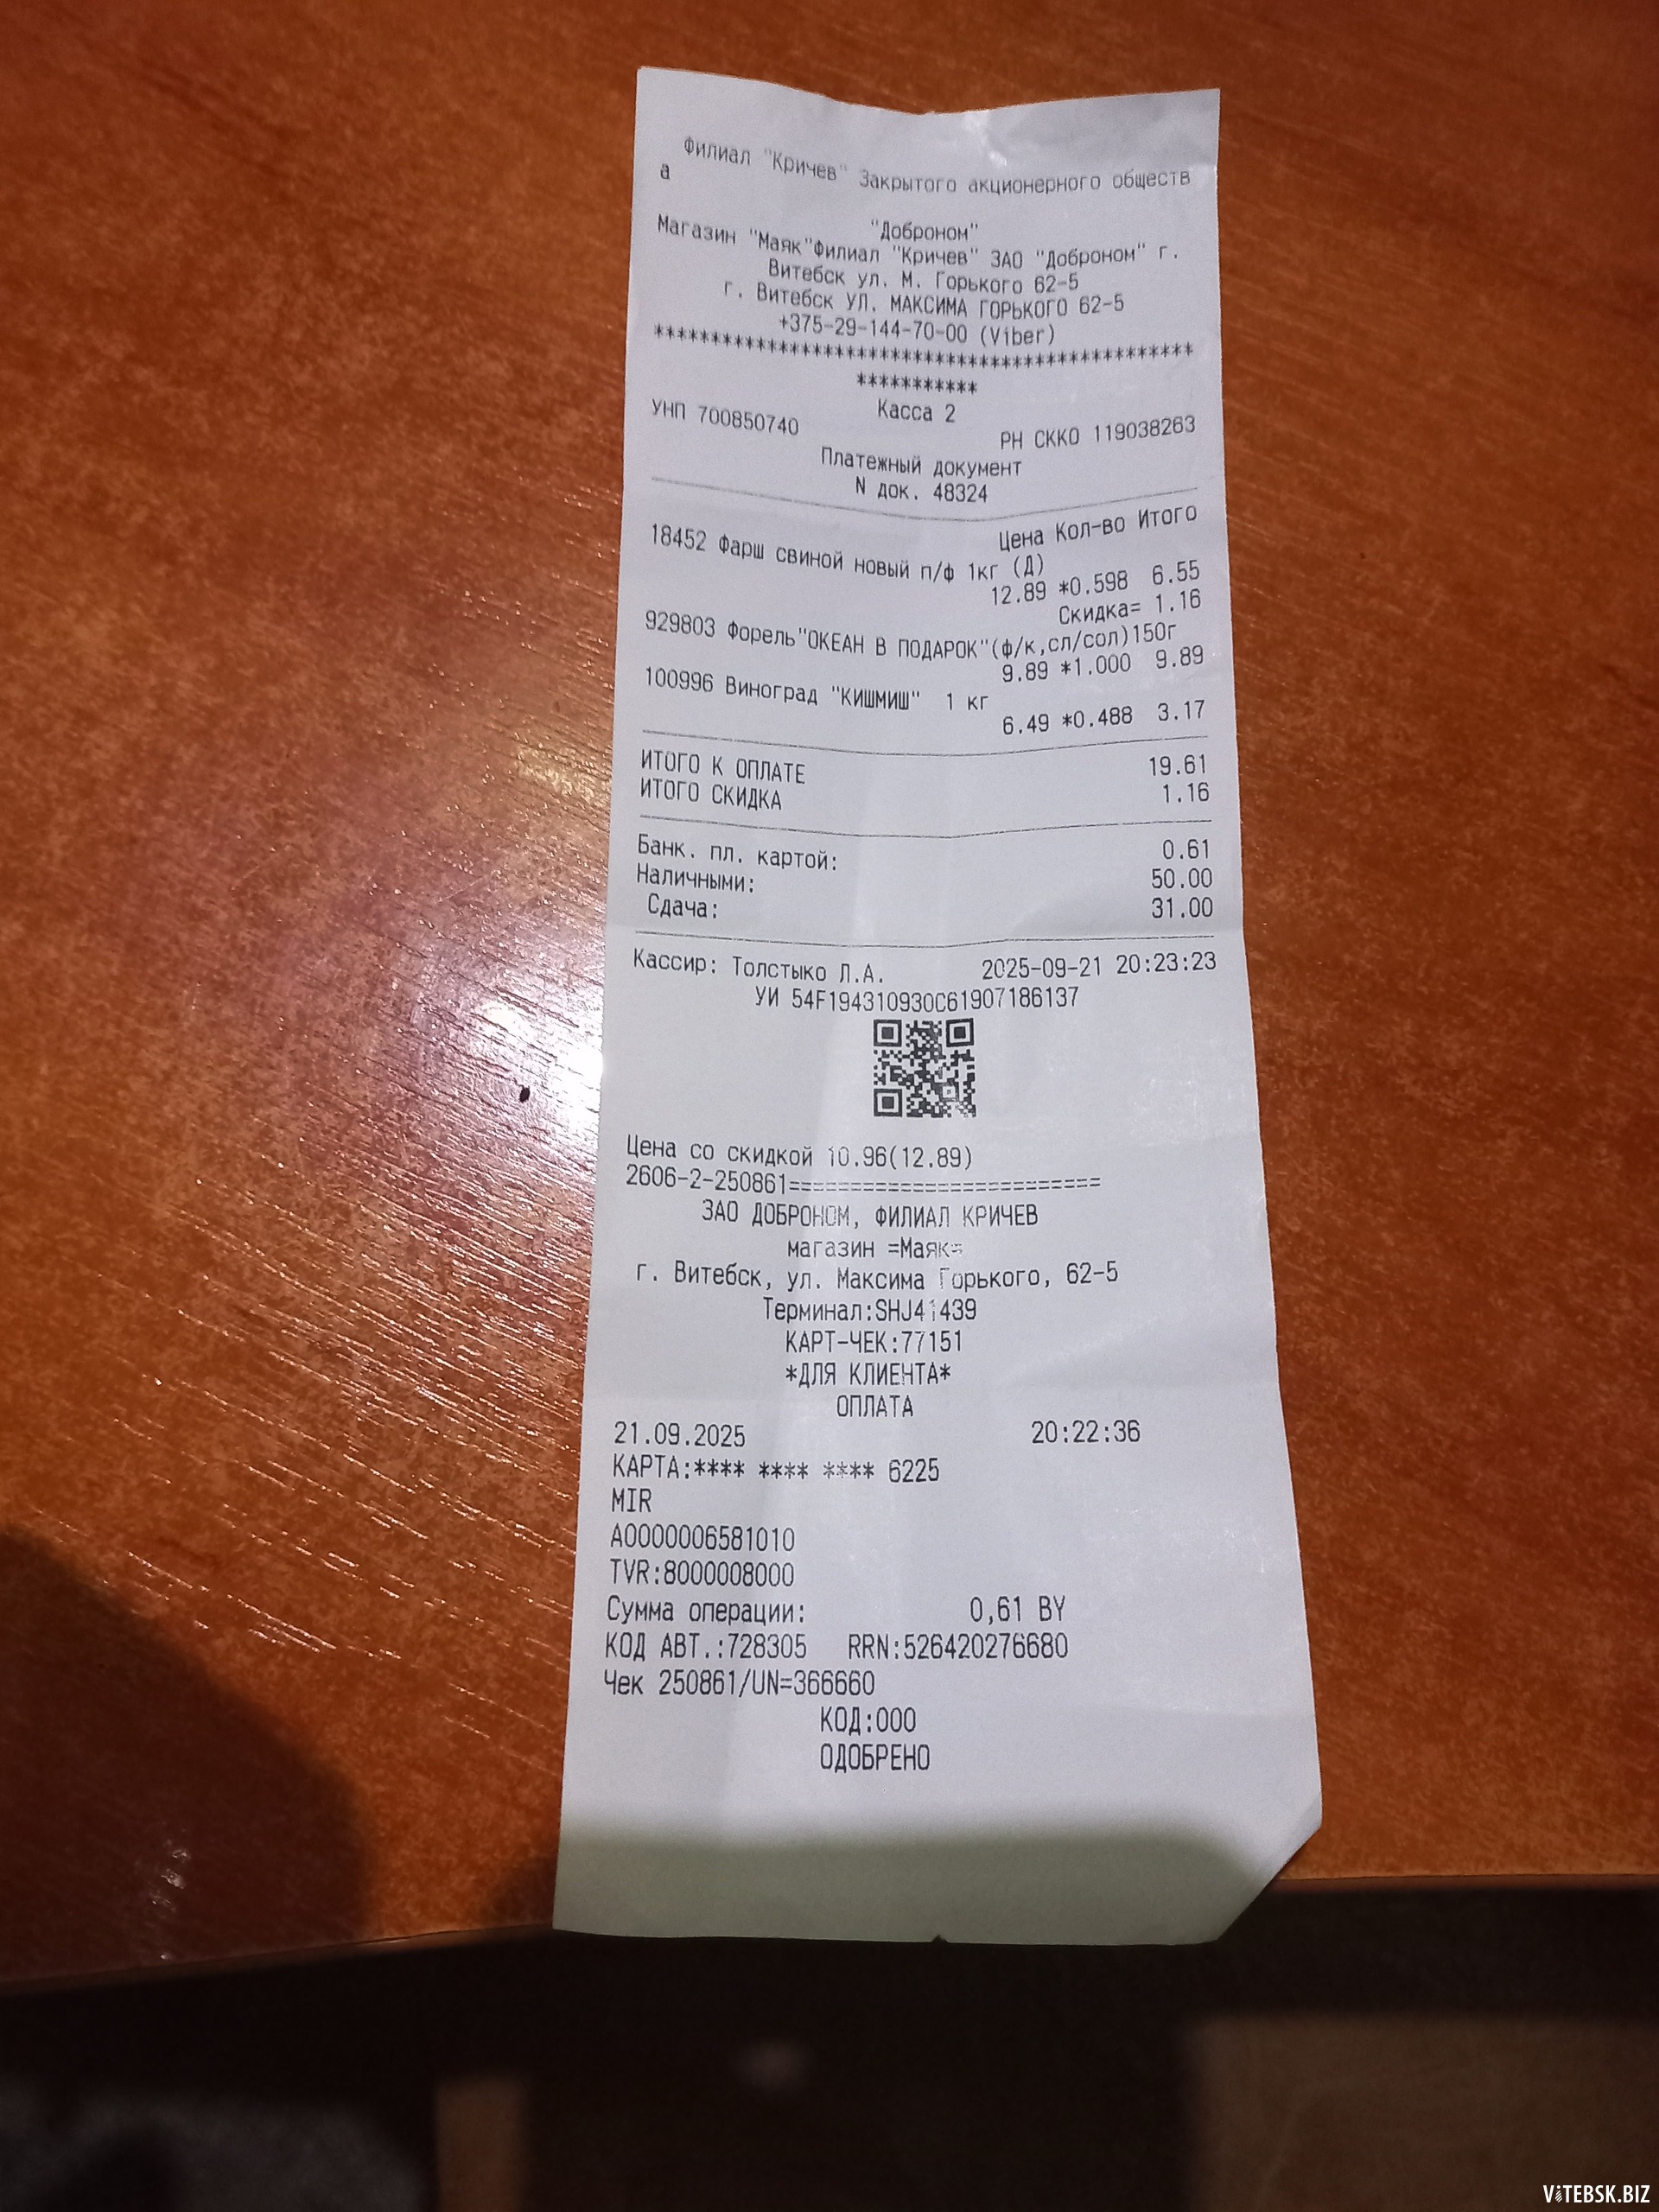 Филиал "Кричев" Закрытого акционерного обществ
а
"Доброном"
Магазин "Маяк"Филиал "Кричев" ЗАО "Доброном" г.
Витебск ул. М. Горького 62-5
г. Витебск УЛ. МАКСИМА ГОРЬКОГО 62-5
+375-29-144-70-00 (Viber)
*********************************************
***********
Касса 2
УНП 700850740 РН СККО 119038263
Платежный документ
N док. 48324
Цена Кол-во Итого
18452 Фарш свиной новый п/ф 1кг (Д)
12.89 *0.598 6.55
Скидка= 1.16
929803 Форель"ОКЕАН В ПОДАРОК"(ф/к,сл/сол)150г
9.89 *1.000 9.89
100996 Виноград "КИШМИШ" 1 кг
6.49 *0.488 3.17
ИТОГО К ОПЛАТЕ 19.61
ИТОГО СКИДКА 1.16
Банк. пл. картой: 0.61
Наличными: 50.00
Сдача: 31.00
Кассир: Толстыко Л.А. 2025-09-21 20:23:23
УИ 54F194310930C61907186137
Цена со скидкой 10.96(12.89)
2606-2-250861=========================
ЗАО ДОБРОНОМ, ФИЛИАЛ КРИЧЕВ
магазин =Маяк=
г. Витебск, ул. Максима Горького, 62-5
Терминал:SHJ41439
КАРТ-ЧЕК:77151
*ДЛЯ КЛИЕНТА*
ОПЛАТА
21.09.2025 20:22:36
КАРТА:**** **** **** 6225
MIR
A0000006581010
TVR:8000008000
Сумма операции: 0,61 BY
КОД АВТ.:728305 RRN:526420276680
Чек 250861/UN=366660
КОД:000
ОДОБРЕНО
VITEBSK.BIZ